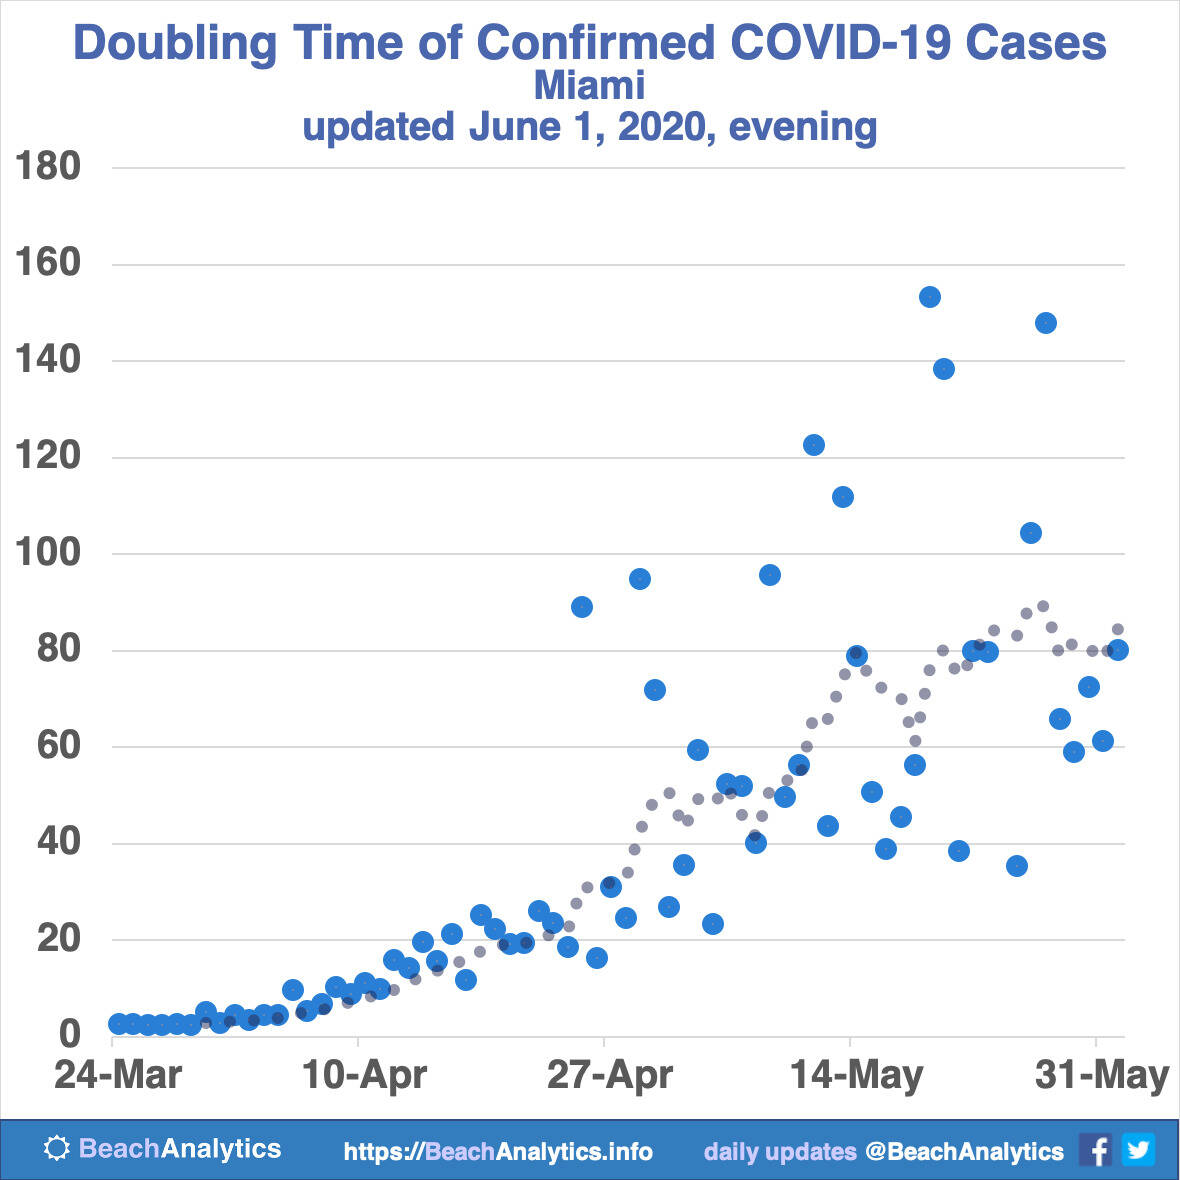 Doubling Time of Confirmed COVID-19 Cases
Miami
updated June 1, 2020, evening
180
160
140
120
100
80
60
40
20
0
24-Mar 10-Apr 27-Apr 14-May 31-May
BeachAnalytics https://BeachAnalytics.info daily updates @BeachAnalytics f